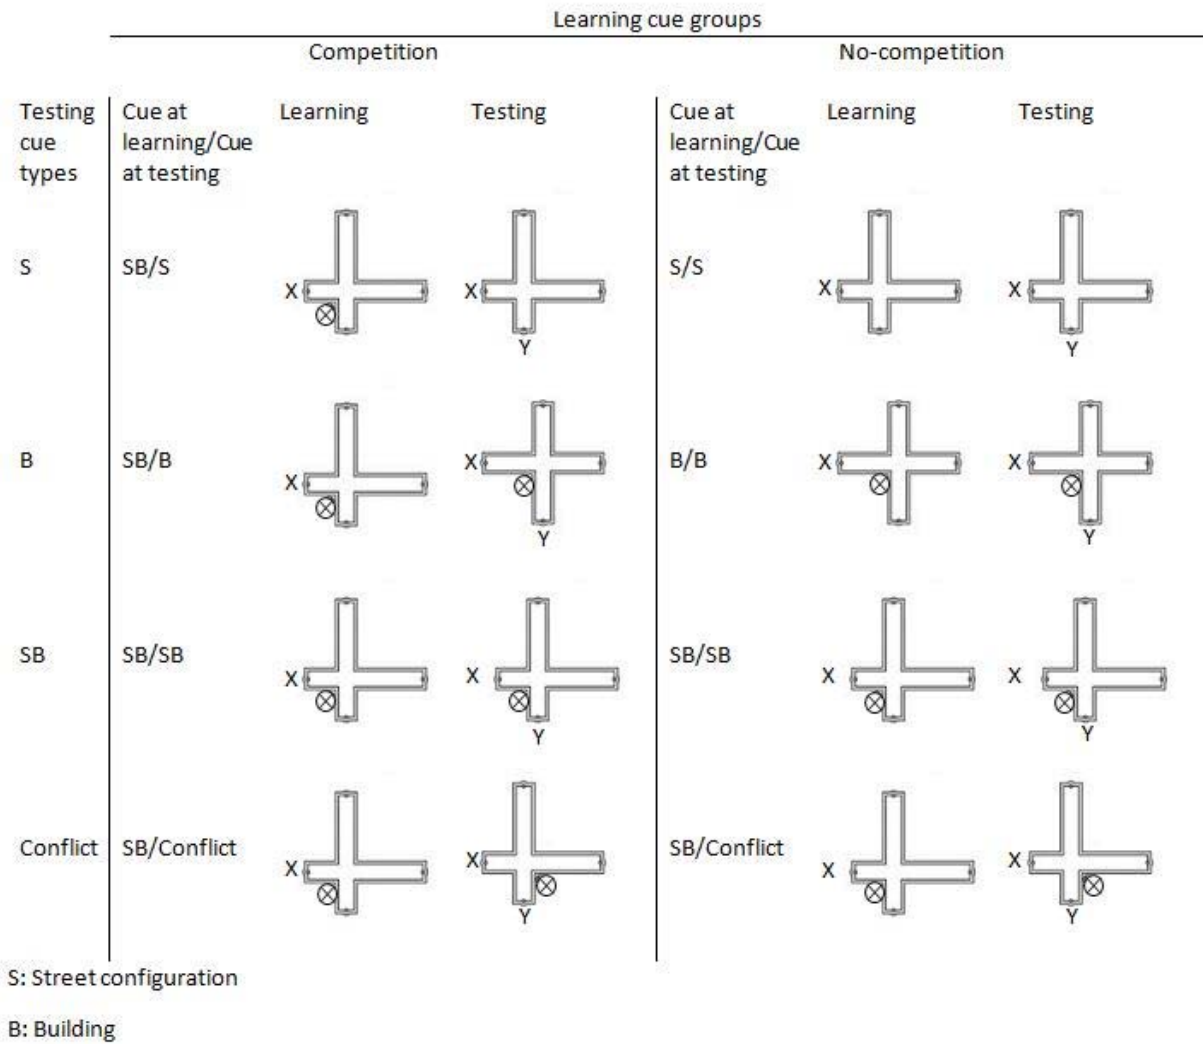 Learning cue groups
Competition No-competition
Testing Cue at Learning Testing Cue at Learning Testing
cue learning/Cue learning/Cue
types at testing at testing
S SB/S S/S
X X X X
Y Y
B SB/B B/B
X X X X
Y Y
SB SB/SB SB/SB
X X X X
Y Y
Conflict SB/Conflict SB/Conflict
X X X X
Y Y
S: Street configuration
B: Building